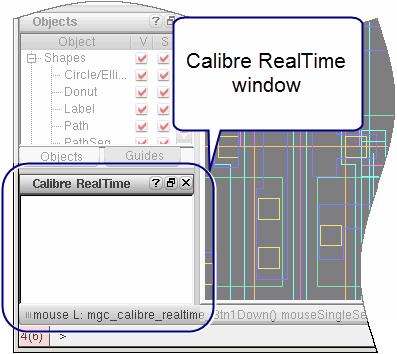 Objects
Object V S
Shapes
Circle/Elli...
Donut
Label
Path
PathSeg
Objects Guides
Calibre RealTime
window
Calibre RealTime
mouse L: mgc_calibre_realtime Btn1Down() mouseSingleSe
4(6) >